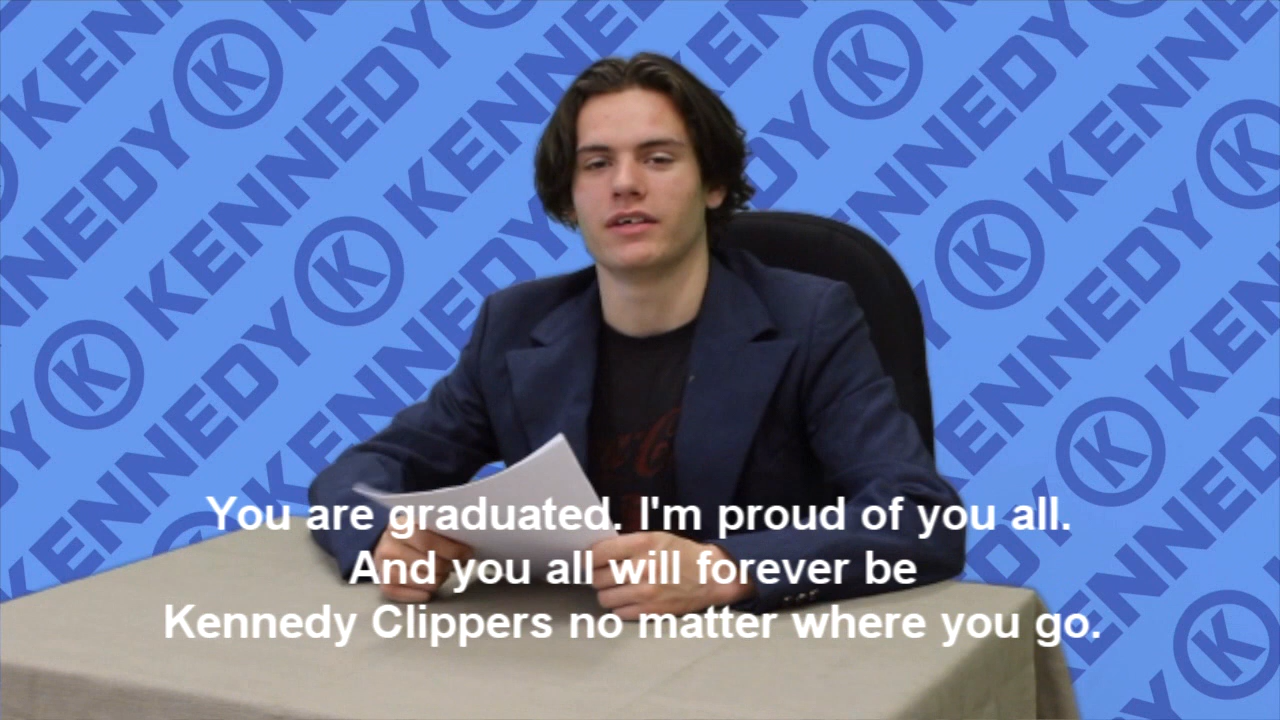 KENNEDY K KENNEDY K KENNEDY
You are graduated. I'm proud of you all.
And you all will forever be
Kennedy Clippers no matter where you go.